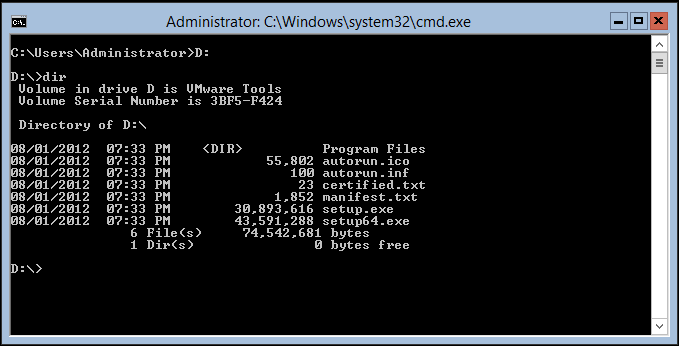 Administrator: C:\Windows\system32\cmd.exe
C:\Users\Administrator>D:
D:\>dir
 Volume in drive D is VMware Tools
 Volume Serial Number is 3BF5-F424
 Directory of D:\
08/01/2012  07:33 PM    <DIR>          Program Files
08/01/2012  07:33 PM            55,802 autorun.ico
08/01/2012  07:33 PM               100 autorun.inf
08/01/2012  07:33 PM                23 certified.txt
08/01/2012  07:33 PM             1,852 manifest.txt
08/01/2012  07:33 PM        30,893,616 setup.exe
08/01/2012  07:33 PM        43,591,288 setup64.exe
               6 File(s)     74,542,681 bytes
               1 Dir(s)               0 bytes free
D:\>